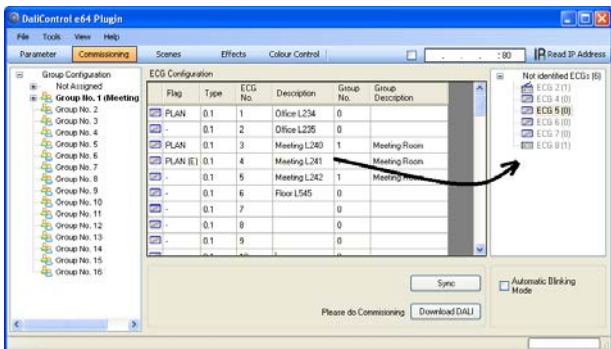 DaliControl e64 Plugin
File Tools View Help
Parameter Commissioning Scenes Effects Colour Control . . . :80 IP Read IP Address
Group Configuration
Not Assigned
Group No. 1 (Meeting
Group No. 2
Group No. 3
Group No. 4
Group No. 5
Group No. 6
Group No. 7
Group No. 8
Group No. 9
Group No. 10
Group No. 11
Group No. 12
Group No. 13
Group No. 14
Group No. 15
Group No. 16
ECG Configuration
Flag Type ECG No. Description Group No. Group Description
PLAN 0.1 1 Office L234 0
- 0.1 2 Office L235 0
PLAN 0.1 3 Meeting L240 1 Meeting Room
PLAN (E) 0.1 4 Meeting L241 1 Meeting Room
- 0.1 5 Meeting L242 1 Meeting Room
- 0.1 6 Floor L545 0
- 0.1 7 0
- 0.1 8 0
- 0.1 9 0
Sync
Please do Commisioning Download DALI
Not identified ECGs (6)
ECG 2 (1)
ECG 4 (0)
ECG 5 (0)
ECG 6 (0)
ECG 7 (0)
ECG 8 (1)
Automatic Blinking
Mode